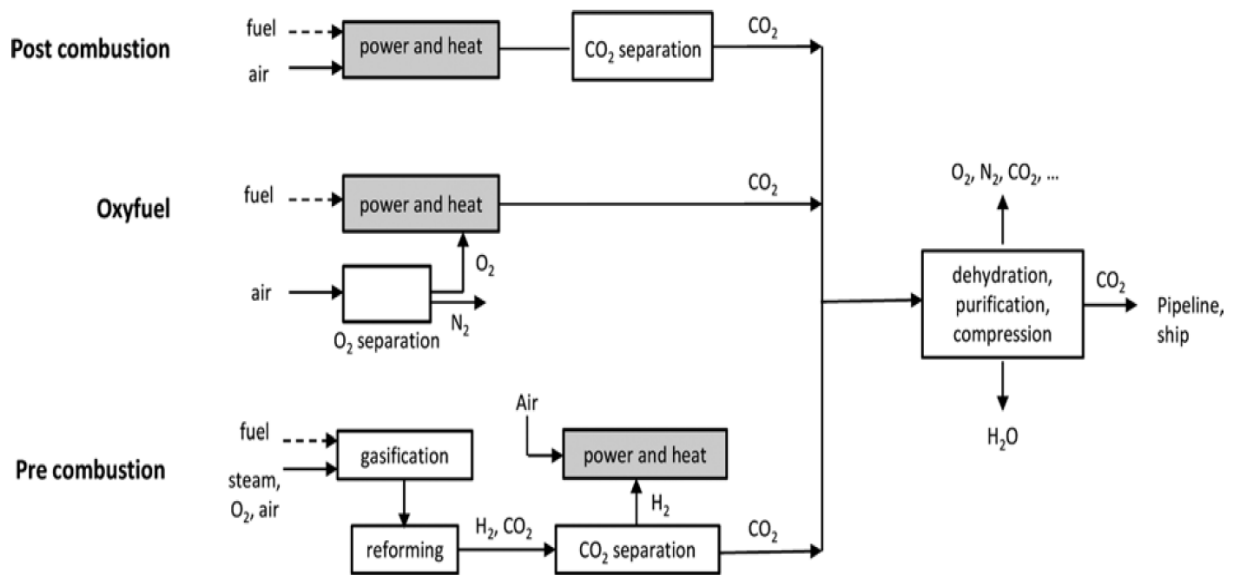 Post combustion
fuel
air
power and heat
CO₂ separation
CO₂
Oxyfuel
fuel
power and heat
CO₂
air
O₂
N₂
O₂ separation
Pre combustion
fuel
steam,
O₂, air
gasification
reforming
H₂, CO₂
Air
power and heat
H₂
CO₂ separation
CO₂
O₂, N₂, CO₂, ...
dehydration,
purification,
compression
CO₂
Pipeline,
ship
H₂O